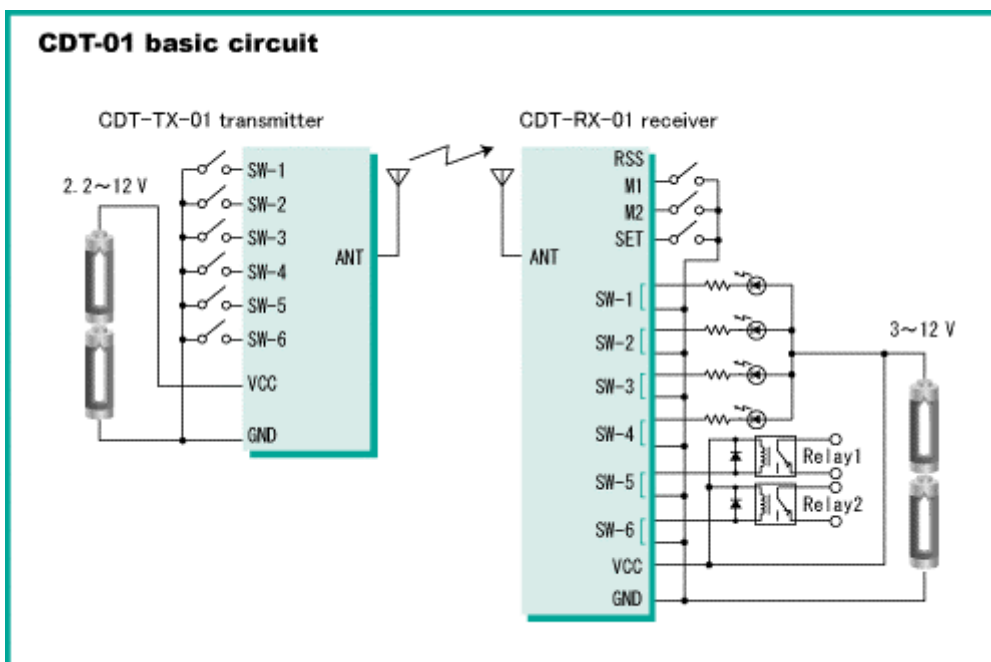 CDT-01 basic circuit
CDT-TX-01 transmitter
2.2~12 V
SW-1
SW-2
SW-3
SW-4
SW-5
SW-6
VCC
GND
ANT
CDT-RX-01 receiver
ANT
RSS
M1
M2
SET
SW-1
SW-2
SW-3
SW-4
SW-5
SW-6
VCC
GND
3~12 V
Relay1
Relay2